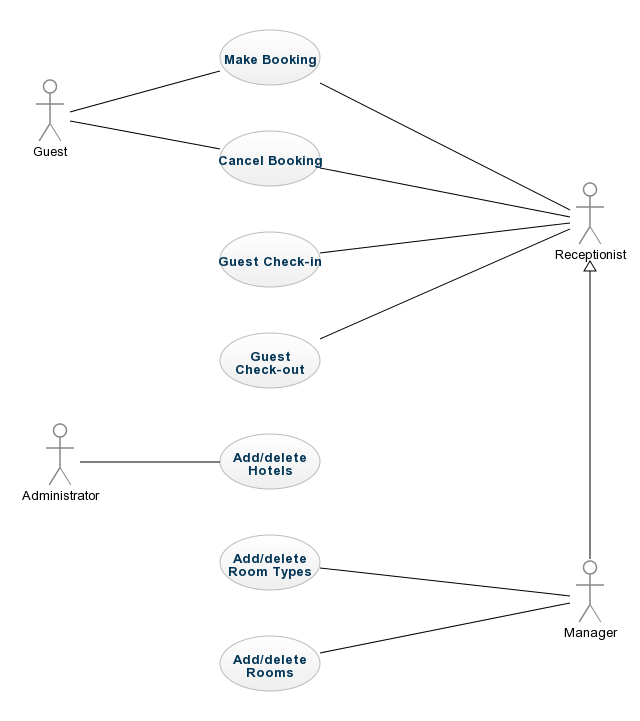 Make Booking
Guest
Cancel Booking
Receptionist
Guest Check-in
Guest
Check-out
Administrator
Add/delete
Hotels
Add/delete
Room Types
Manager
Add/delete
Rooms